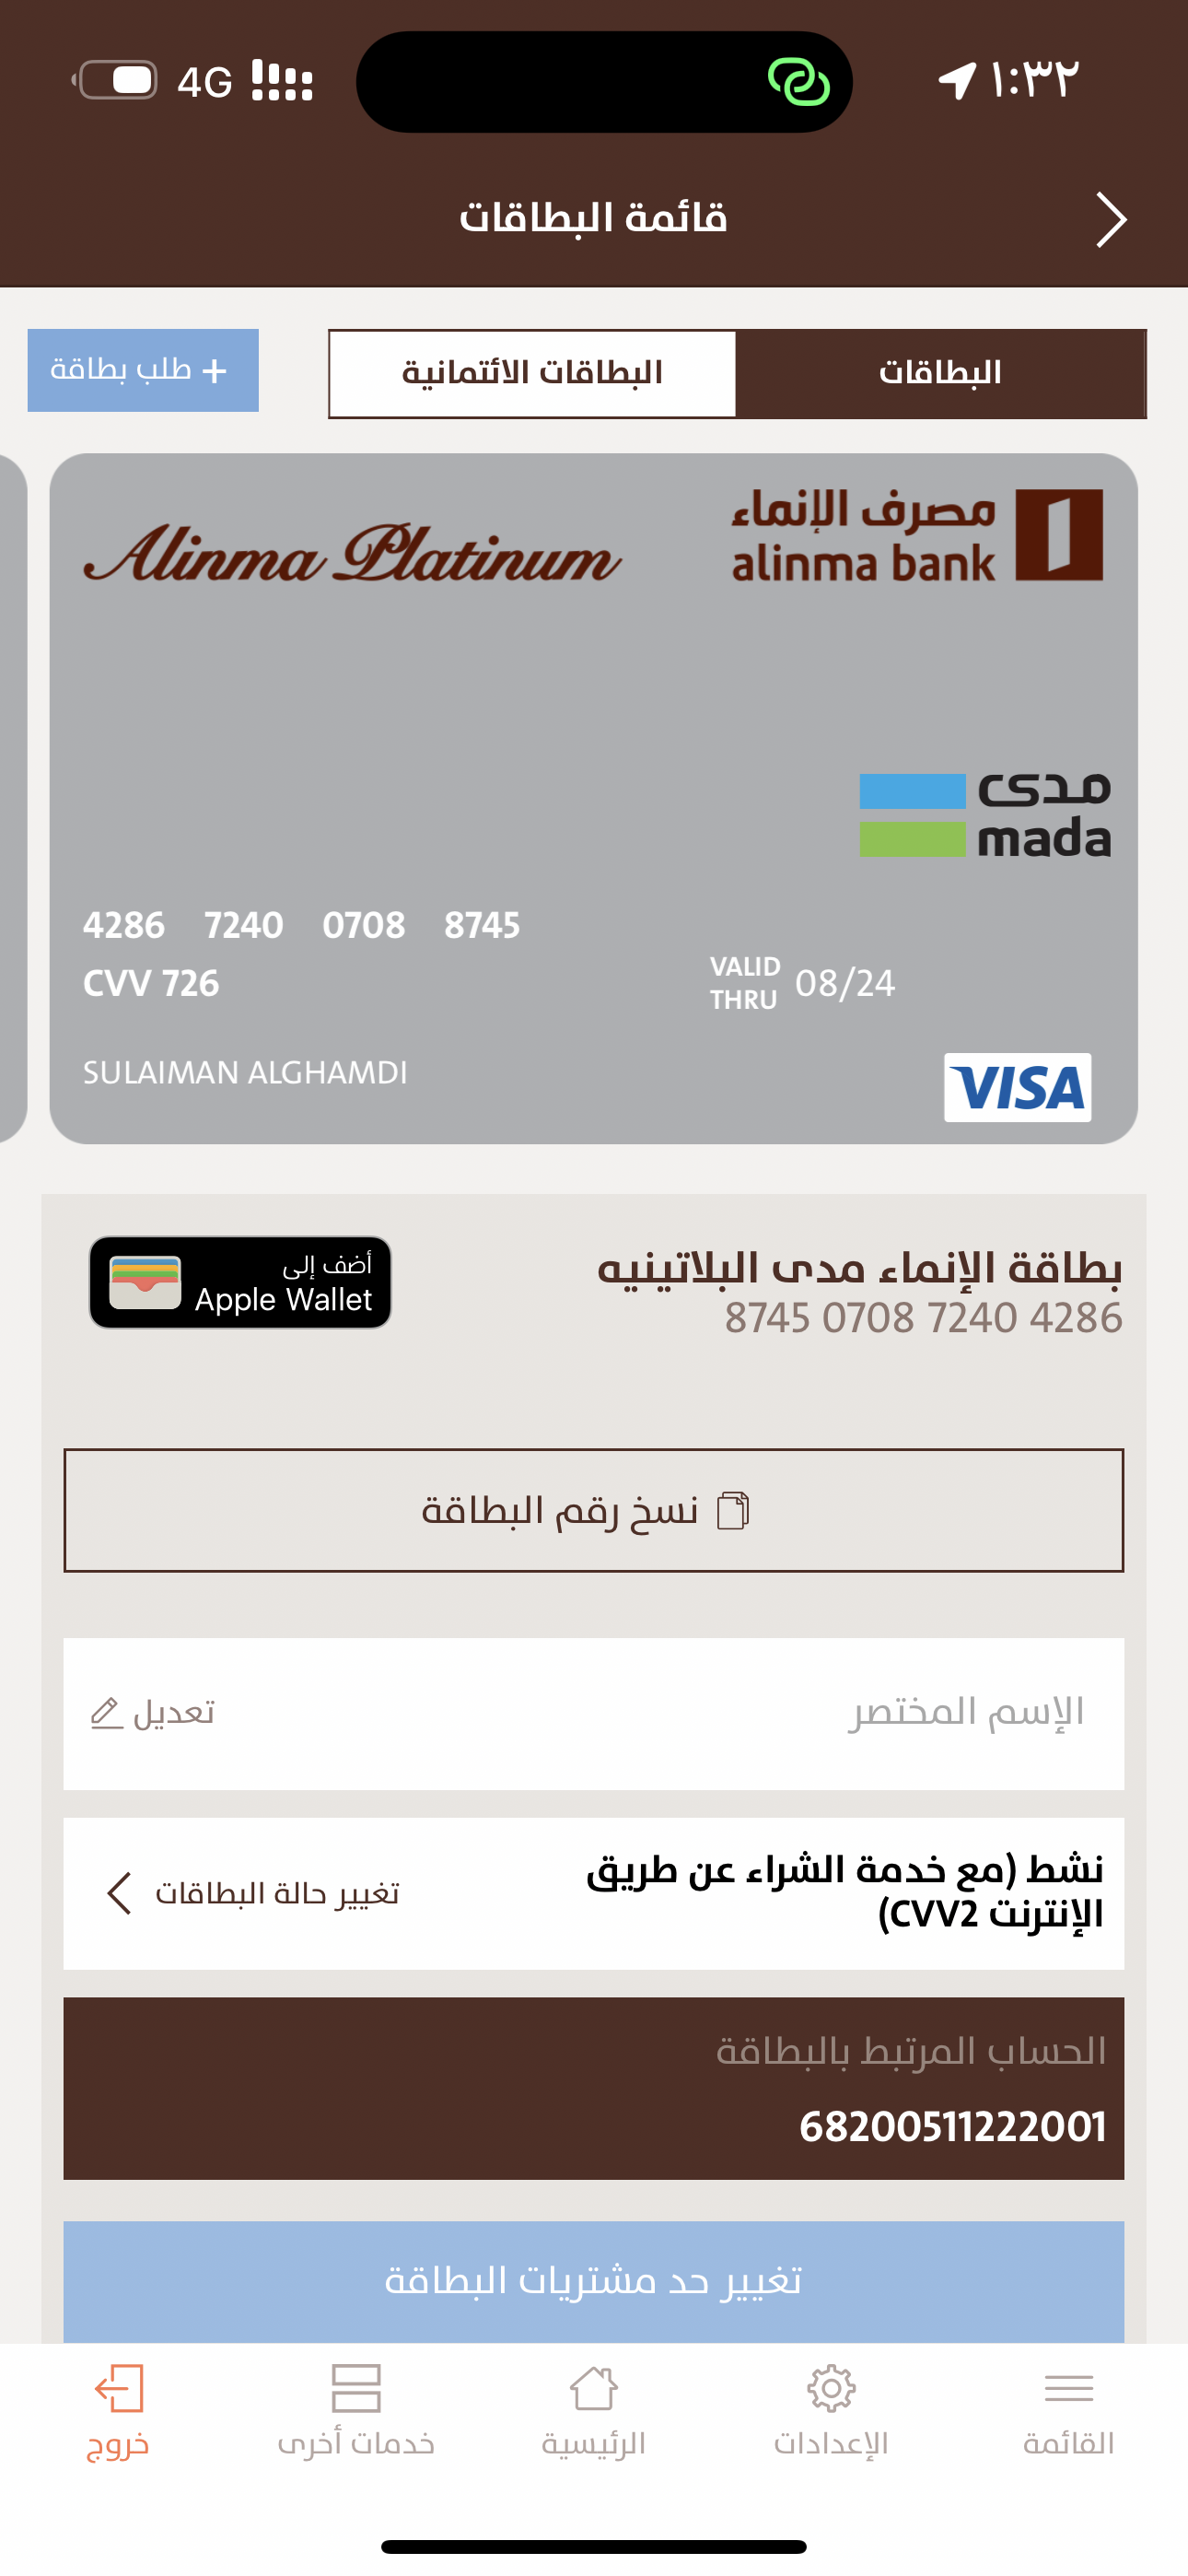 ١:٣٢
4G
قائمة البطاقات
البطاقات
البطاقات الائتمانية
+ طلب بطاقة
مصرف الإنماء
alinma bank
Alinma Platinum
مدى
mada
4286 7240 0708 8745
CVV 726
VALID THRU 08/24
SULAIMAN ALGHAMDI
VISA
بطاقة الإنماء مدى البلاتينيه
8745 0708 7240 4286
أضف إلى
Apple Wallet
نسخ رقم البطاقة
الإسم المختصر
تعديل
نشط (مع خدمة الشراء عن طريق
الإنترنت CVV2)
تغيير حالة البطاقات
الحساب المرتبط بالبطاقة
68200511222001
تغيير حد مشتريات البطاقة
القائمة
الإعدادات
الرئيسية
خدمات أخرى
خروج